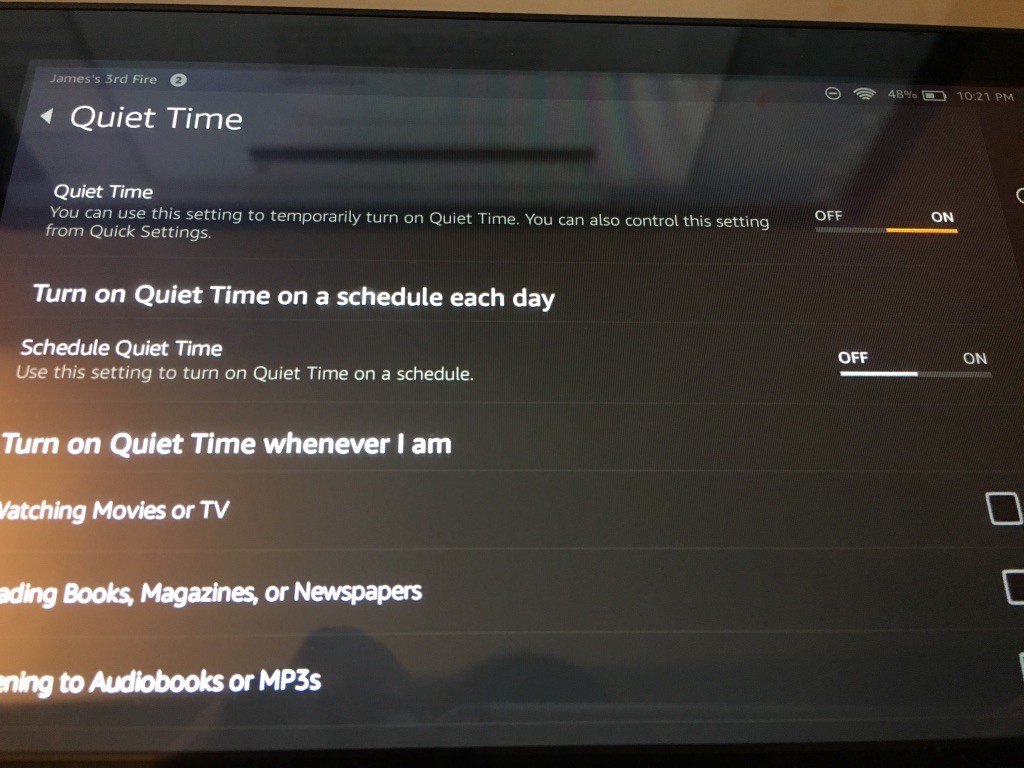 James's 3rd Fire 2
48% 10:21 PM
Quiet Time
Quiet Time
You can use this setting to temporarily turn on Quiet Time. You can also control this setting
from Quick Settings.
OFF ON
Turn on Quiet Time on a schedule each day
Schedule Quiet Time
Use this setting to turn on Quiet Time on a schedule.
OFF ON
Turn on Quiet Time whenever I am
Watching Movies or TV
ading Books, Magazines, or Newspapers
ening to Audiobooks or MP3s